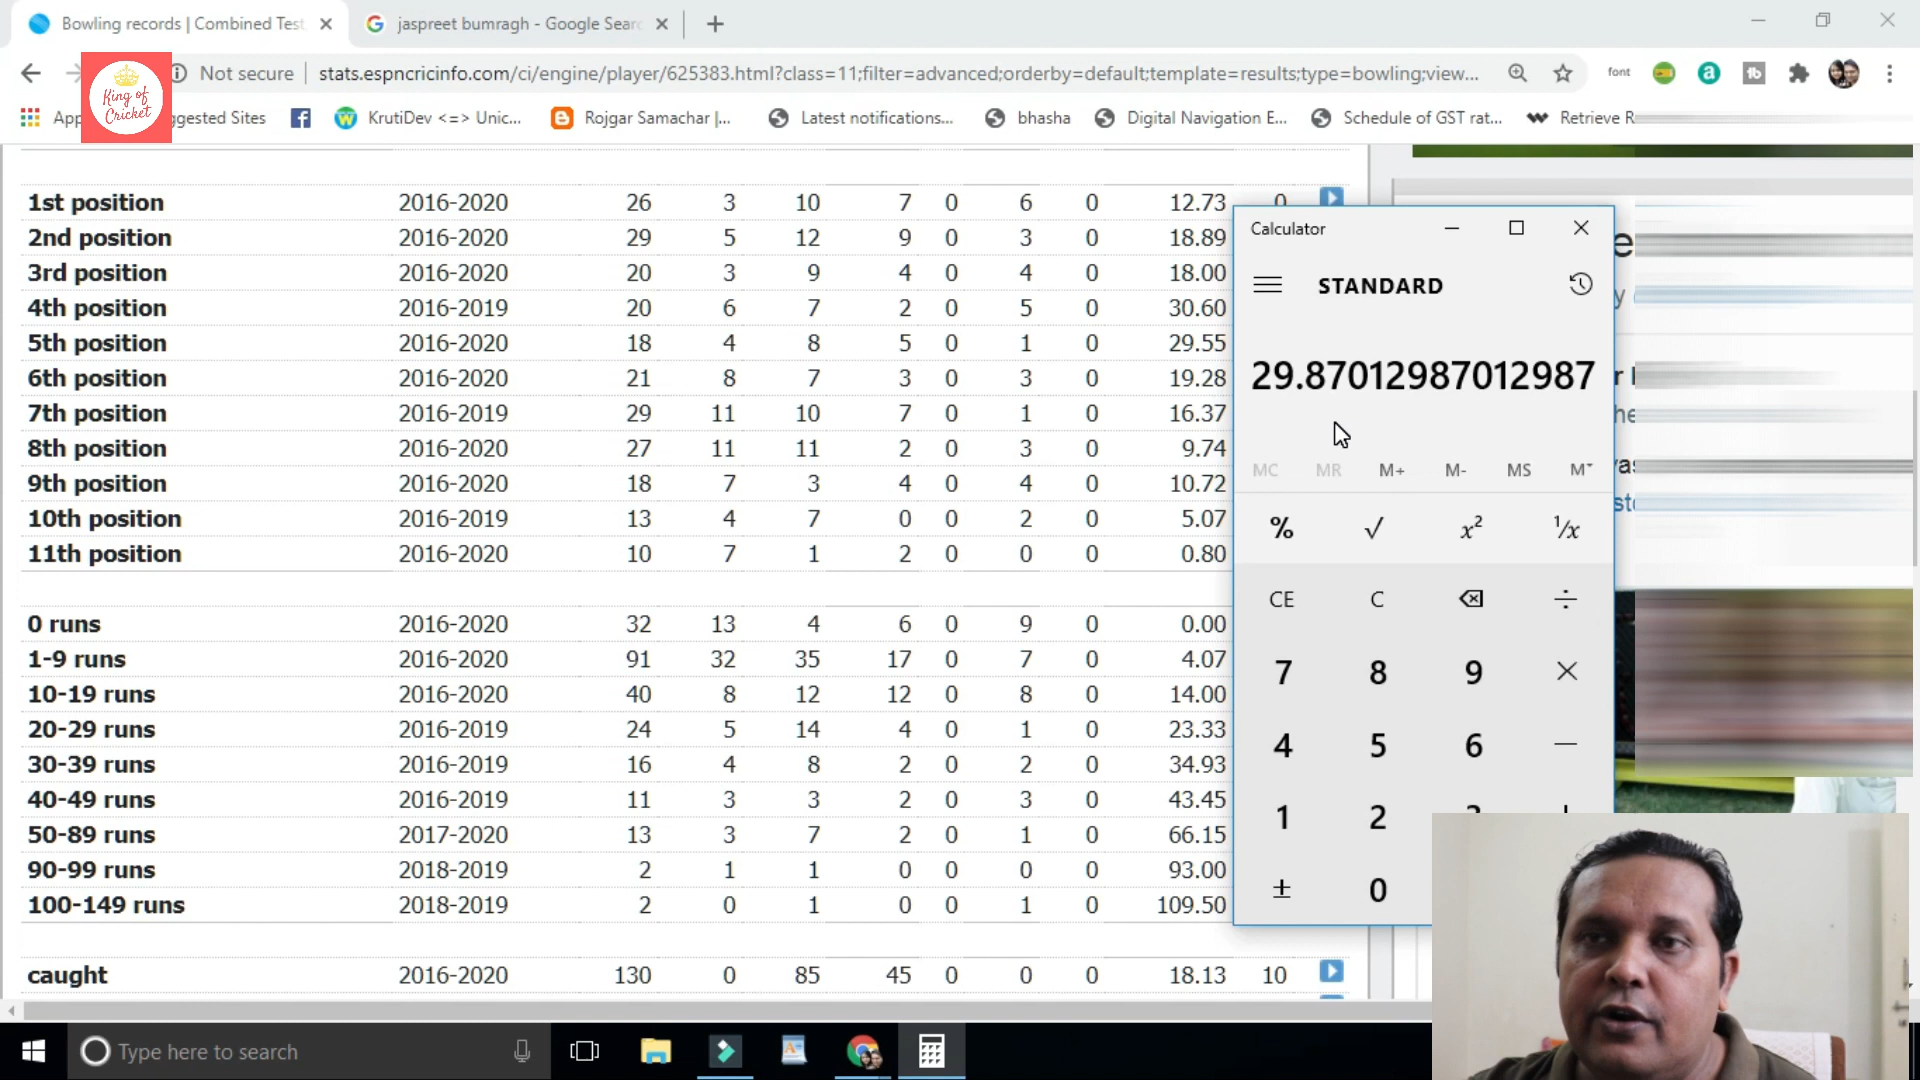 Bowling records | Combined Test
jaspreet bumragh - Google Sear
Not secure
stats.espncricinfo.com/ci/engine/player/625383.html?class=11;filter=advanced;orderby=default;template=results;type=bowling;view...
font
King of
Cricket
App
ggested Sites
KrutiDev <=> Unic...
Rojgar Samachar |...
Latest notifications...
bhasha
Digital Navigation E...
Schedule of GST rat...
Retrieve R
1st position 2016-2020 26 3 10 7 0 6 0 12.73 0
2nd position 2016-2020 29 5 12 9 0 3 0 18.89
3rd position 2016-2020 20 3 9 4 0 4 0 18.00
4th position 2016-2019 20 6 7 2 0 5 0 30.60
5th position 2016-2020 18 4 8 5 0 1 0 29.55
6th position 2016-2020 21 8 7 3 0 3 0 19.28
7th position 2016-2019 29 11 10 7 0 1 0 16.37
8th position 2016-2020 27 11 11 2 0 3 0 9.74
9th position 2016-2020 18 7 3 4 0 4 0 10.72
10th position 2016-2019 13 4 7 0 0 2 0 5.07
11th position 2016-2020 10 7 1 2 0 0 0 0.80
0 runs 2016-2020 32 13 4 6 0 9 0 0.00
1-9 runs 2016-2020 91 32 35 17 0 7 0 4.07
10-19 runs 2016-2020 40 8 12 12 0 8 0 14.00
20-29 runs 2016-2019 24 5 14 4 0 1 0 23.33
30-39 runs 2016-2019 16 4 8 2 0 2 0 34.93
40-49 runs 2016-2019 11 3 3 2 0 3 0 43.45
50-89 runs 2017-2020 13 3 7 2 0 1 0 66.15
90-99 runs 2018-2019 2 1 1 0 0 0 0 93.00
100-149 runs 2018-2019 2 0 1 0 0 1 0 109.50
caught 2016-2020 130 0 85 45 0 0 0 18.13 10
Calculator
STANDARD
29.87012987012987
MC MR M+ M- MS M˅
% √ x² ¹/x
CE C ÷
7 8 9 ×
4 5 6 −
1 2
± 0
Type here to search